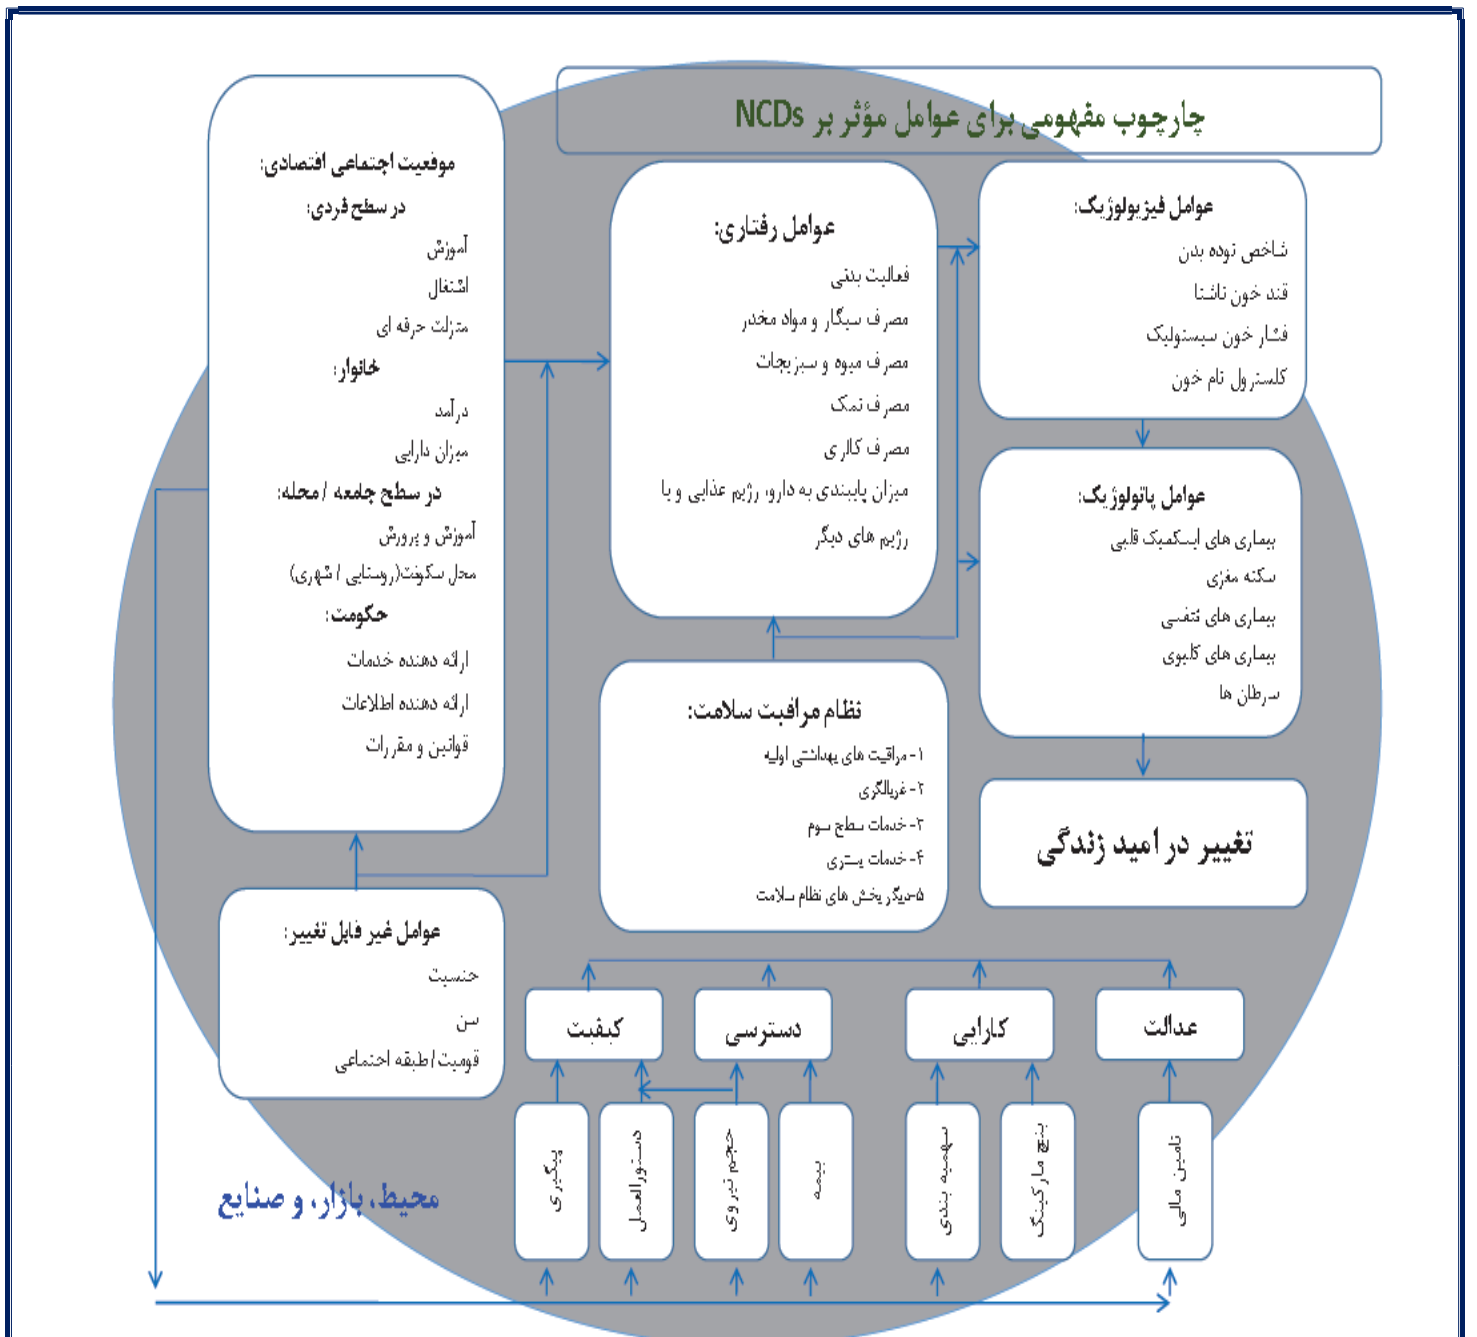 چارچوب مفهومی برای عوامل مؤثر بر NCDs
عوامل فیزیولوژیک:
شاخص توده بدن
قند خون ناشتا
فشار خون سیستولیک
کلسترول تام خون
عوامل پاتولوژیک:
بیماری های ایسکمیک قلبی
سکته مغزی
بیماری های تنفسی
بیماری های کلیوی
سرطان ها
تغییر در امید زندگی
عوامل رفتاری:
فعالیت بدنی
مصرف سیگار و مواد مخدر
مصرف میوه و سبزیجات
مصرف نمک
مصرف کالری
میزان پایبندی به دارو، رژیم غذایی و یا
رژیم های دیگر
نظام مراقبت سلامت:
۱- مراقبت های بهداشتی اولیه
۲- غربالگری
۳- خدمات سطح سوم
۴- خدمات بستری
۵-دیگر بخش های نظام سلامت
موقعیت اجتماعی اقتصادی:
در سطح فردی:
آموزش
اشتغال
منزلت حرفه ای
خانوار:
درآمد
میزان دارایی
در سطح جامعه / محله:
آموزش و پرورش
محل سکونت(روستایی / شهری)
حکومت:
ارائه دهنده خدمات
ارائه دهنده اطلاعات
قوانین و مقررات
عوامل غیر قابل تغییر:
جنسیت
سن
قومیت/طبقه اجتماعی
عدالت
کارایی
دسترسی
کیفیت
تامین مالی
بنچ مارکینگ
سهمیه بندی
بیمه
حجم نیروی
دستورالعمل
پیگیری
محیط، بازار، و صنایع